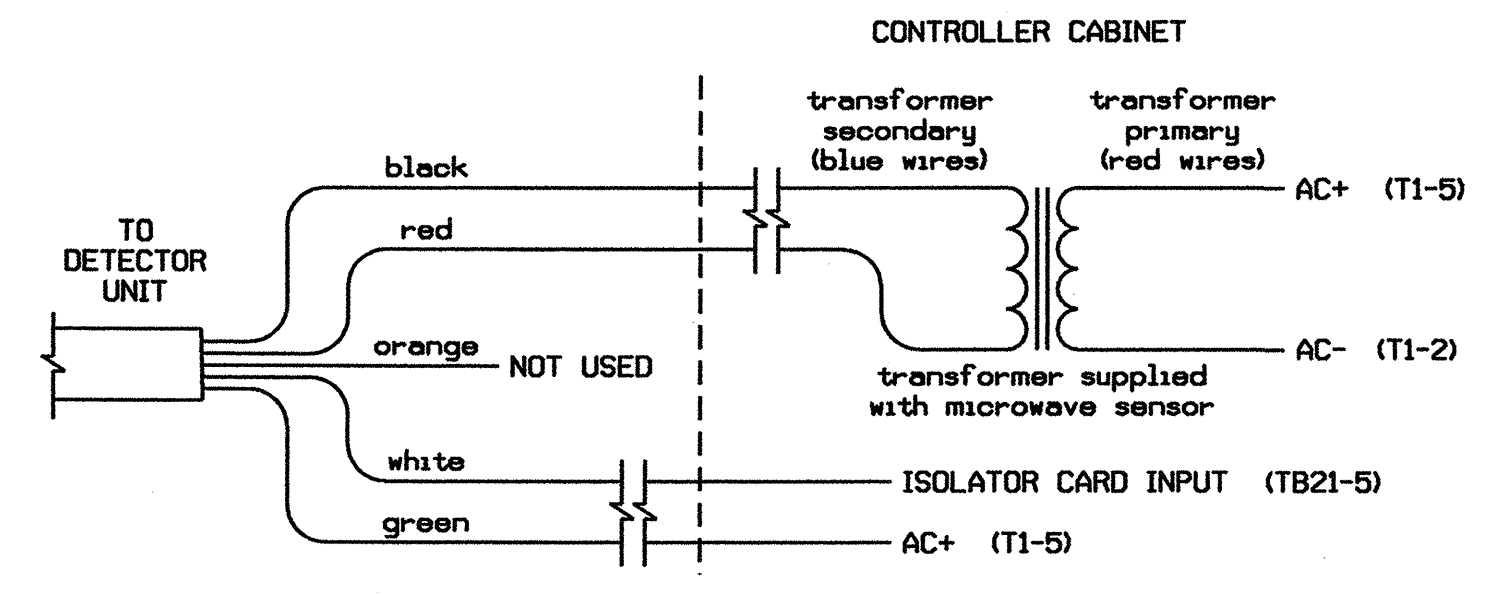 CONTROLLER CABINET
transformer
secondary
(blue wires)
transformer
primary
(red wires)
black
AC+ (T1-5)
red
TO
DETECTOR
UNIT
orange
NOT USED
AC- (T1-2)
transformer supplied
with microwave sensor
white
ISOLATOR CARD INPUT (TB21-5)
green
AC+ (T1-5)